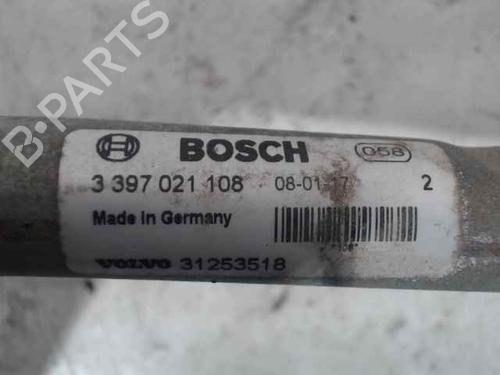 B-PARTS
BOSCH 058
3 397 021 108 08-01-17 2
Made in Germany
VOLVO 31253518